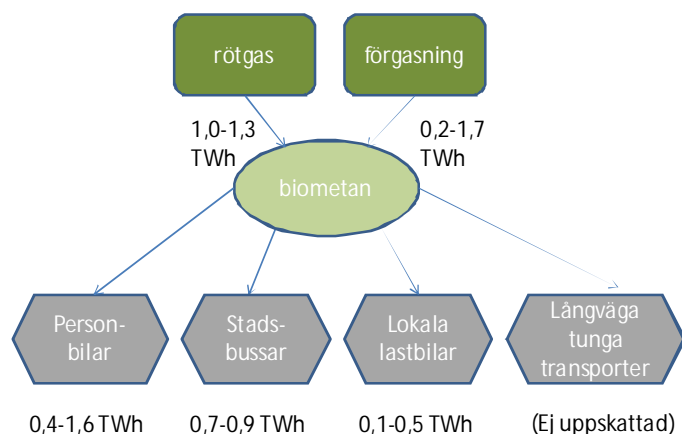 rötgas
förgasning
1,0-1,3
TWh
0,2-1,7
TWh
biometan
Person-
bilar
Stads-
bussar
Lokala
lastbilar
Långväga
tunga
transporter
0,4-1,6 TWh
0,7-0,9 TWh
0,1-0,5 TWh
(Ej uppskattad)